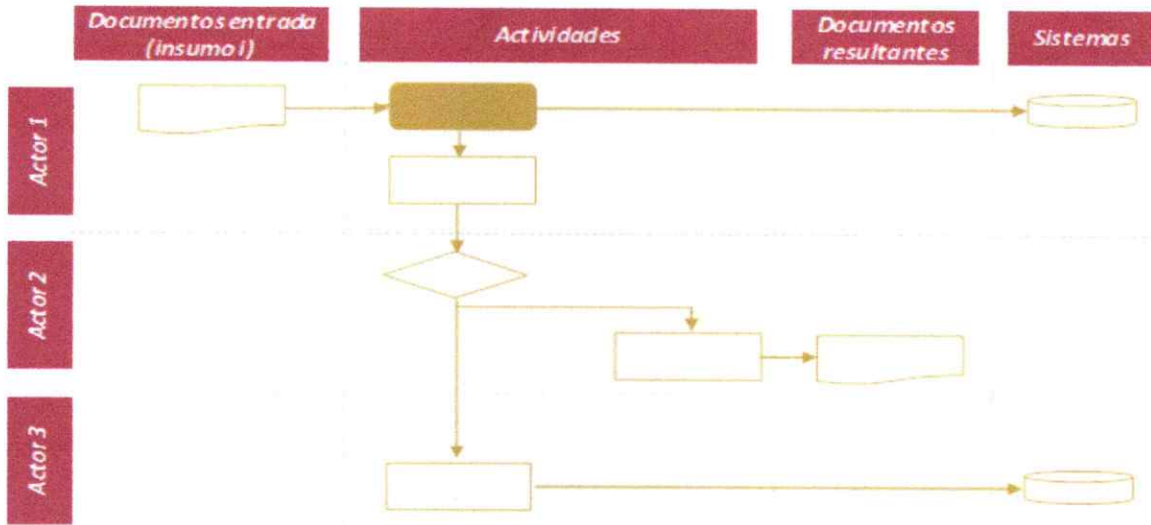 Documentos entrada
(insumo i)
Actividades
Documentos
resultantes
Sistemas
Actor 1
Actor 2
Actor 3